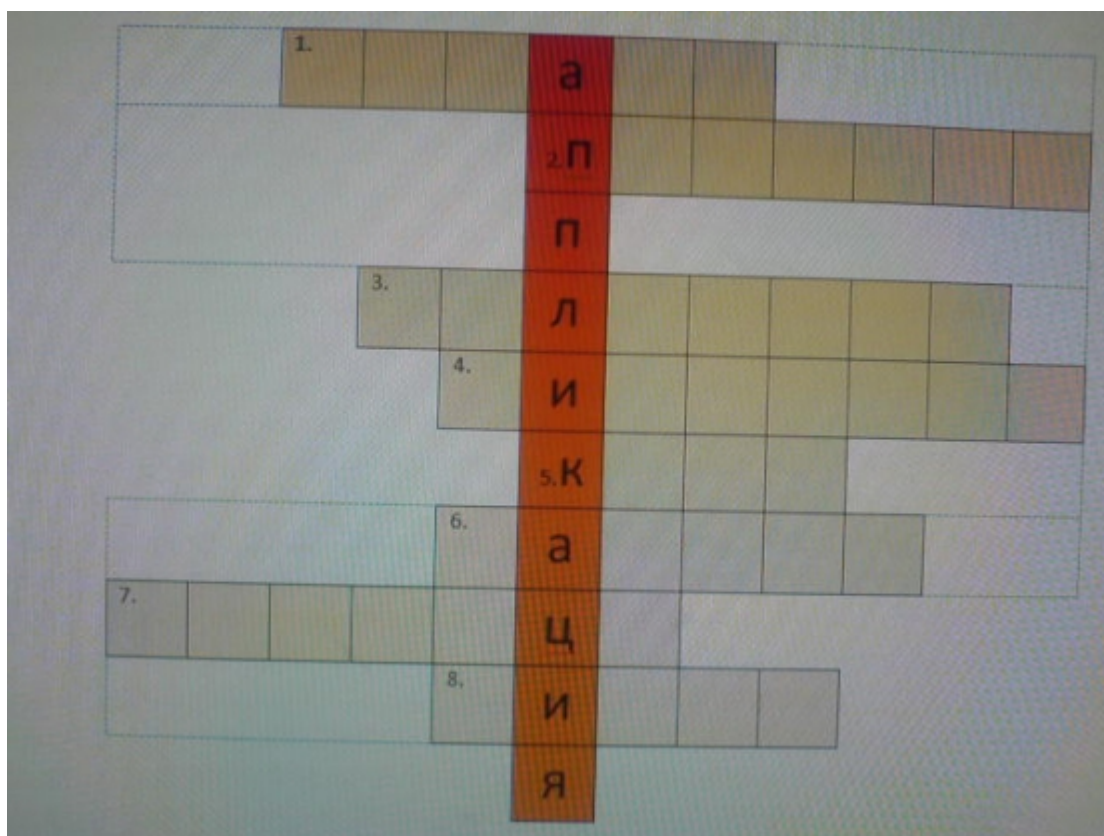 1. а
2. п
п
3. л
4. и
5. к
6. а
7. ц
8. и
я